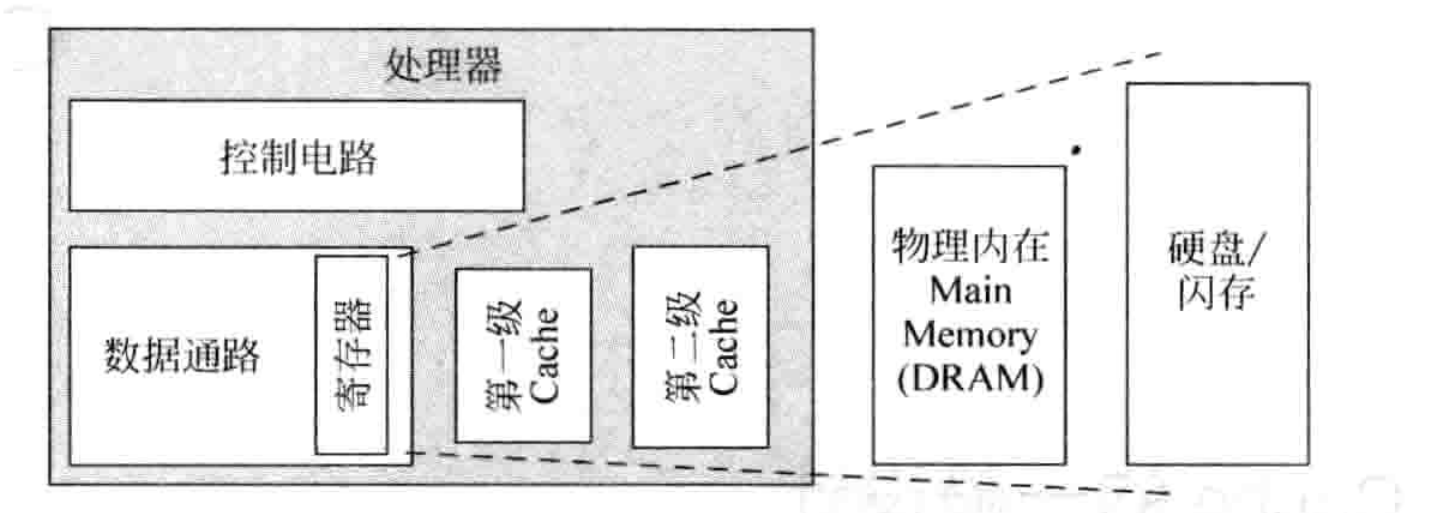 处理器
控制电路
数据通路
寄存器
第一级
Cache
第二级
Cache
物理内在
Main
Memory
(DRAM)
硬盘/
闪存